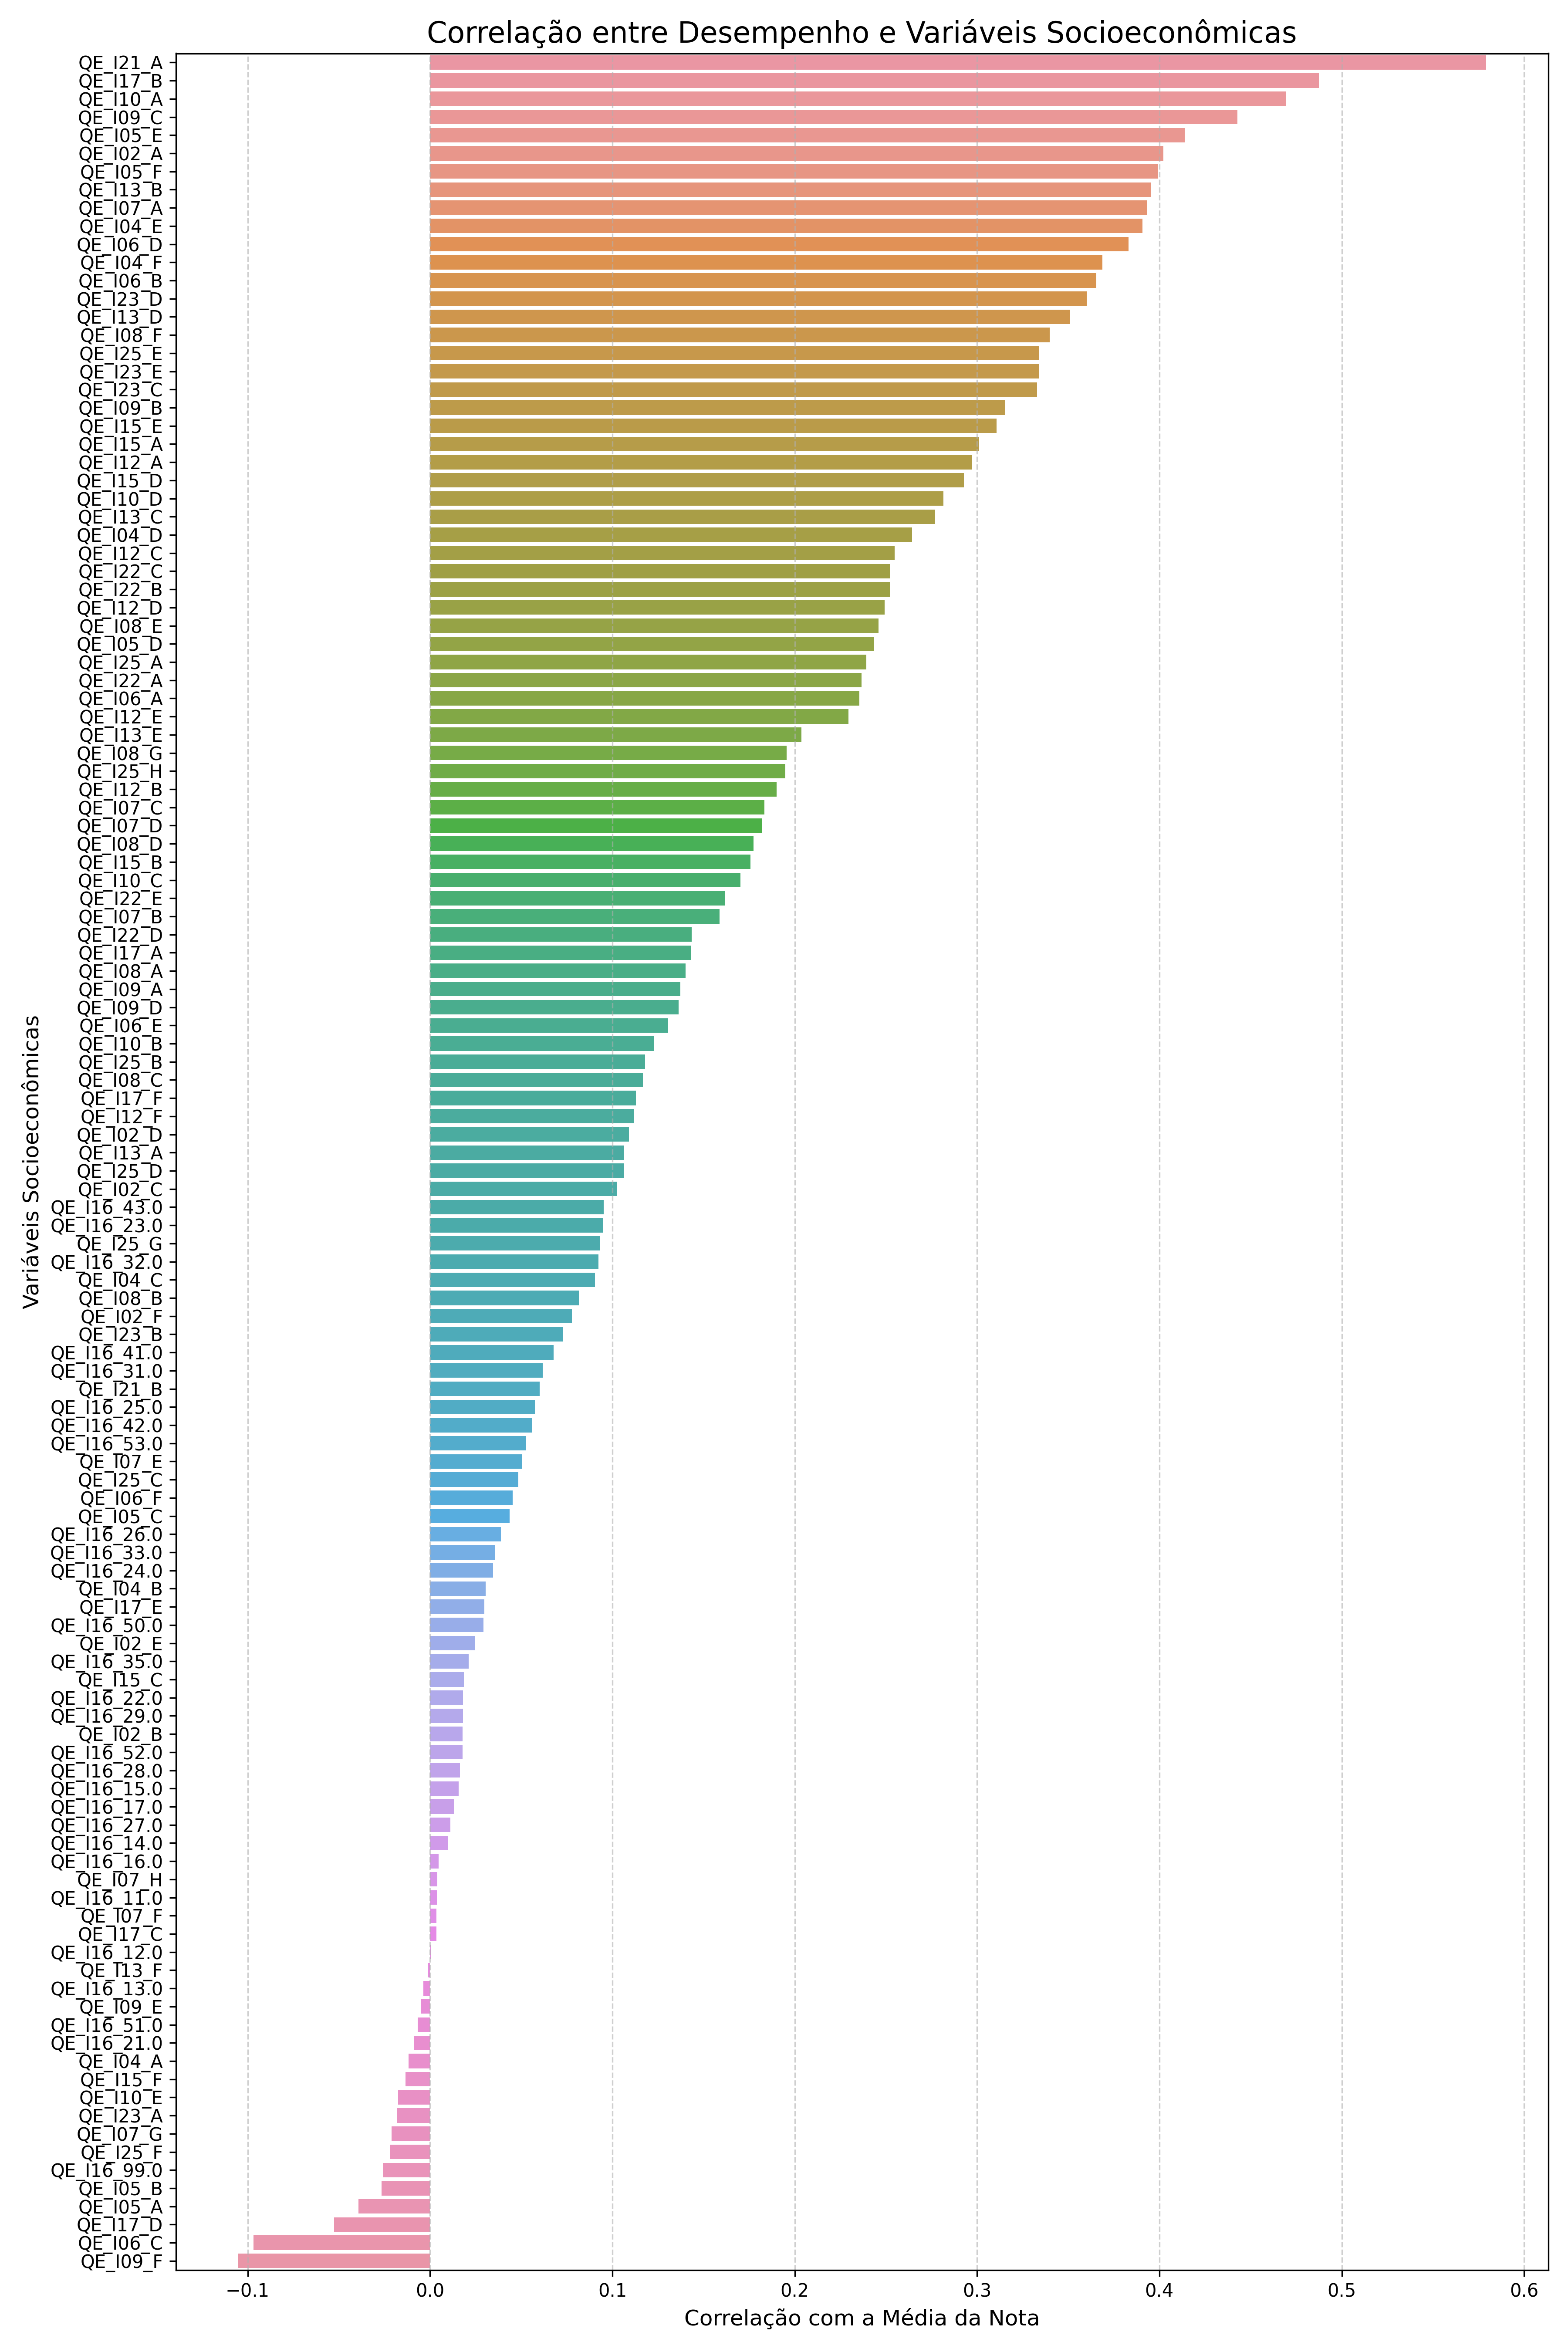 Correlação entre Desempenho e Variáveis Socioeconômicas
QE_I21_A
QE_I17_B
QE_I10_A
QE_I09_C
QE_I05_E
QE_I02_A
QE_I05_F
QE_I13_B
QE_I07_A
QE_I04_E
QE_I06_D
QE_I04_F
QE_I06_B
QE_I23_D
QE_I13_D
QE_I08_F
QE_I25_E
QE_I23_E
QE_I23_C
QE_I09_B
QE_I15_E
QE_I15_A
QE_I12_A
QE_I15_D
QE_I10_D
QE_I13_C
QE_I04_D
QE_I12_C
QE_I22_C
QE_I22_B
QE_I12_D
QE_I08_E
QE_I05_D
QE_I25_A
QE_I22_A
QE_I06_A
QE_I12_E
QE_I13_E
QE_I08_G
QE_I25_H
QE_I12_B
QE_I07_C
QE_I07_D
QE_I08_D
QE_I15_B
QE_I10_C
QE_I22_E
QE_I07_B
QE_I22_D
QE_I17_A
QE_I08_A
QE_I09_A
QE_I09_D
QE_I06_E
QE_I10_B
QE_I25_B
QE_I08_C
QE_I17_F
QE_I12_F
QE_I02_D
QE_I13_A
QE_I25_D
QE_I02_C
QE_I16_43.0
QE_I16_23.0
QE_I25_G
QE_I16_32.0
QE_I04_C
QE_I08_B
QE_I02_F
QE_I23_B
QE_I16_41.0
QE_I16_31.0
QE_I21_B
QE_I16_25.0
QE_I16_42.0
QE_I16_53.0
QE_I07_E
QE_I25_C
QE_I06_F
QE_I05_C
QE_I16_26.0
QE_I16_33.0
QE_I16_24.0
QE_I04_B
QE_I17_E
QE_I16_50.0
QE_I02_E
QE_I16_35.0
QE_I15_C
QE_I16_22.0
QE_I16_29.0
QE_I02_B
QE_I16_52.0
QE_I16_28.0
QE_I16_15.0
QE_I16_17.0
QE_I16_27.0
QE_I16_14.0
QE_I16_16.0
QE_I07_H
QE_I16_11.0
QE_I07_F
QE_I17_C
QE_I16_12.0
QE_I13_F
QE_I16_13.0
QE_I09_E
QE_I16_51.0
QE_I16_21.0
QE_I04_A
QE_I15_F
QE_I10_E
QE_I23_A
QE_I07_G
QE_I25_F
QE_I16_99.0
QE_I05_B
QE_I05_A
QE_I17_D
QE_I06_C
QE_I09_F
Variáveis Socioeconômicas
−0.1 0.0 0.1 0.2 0.3 0.4 0.5 0.6
Correlação com a Média da Nota